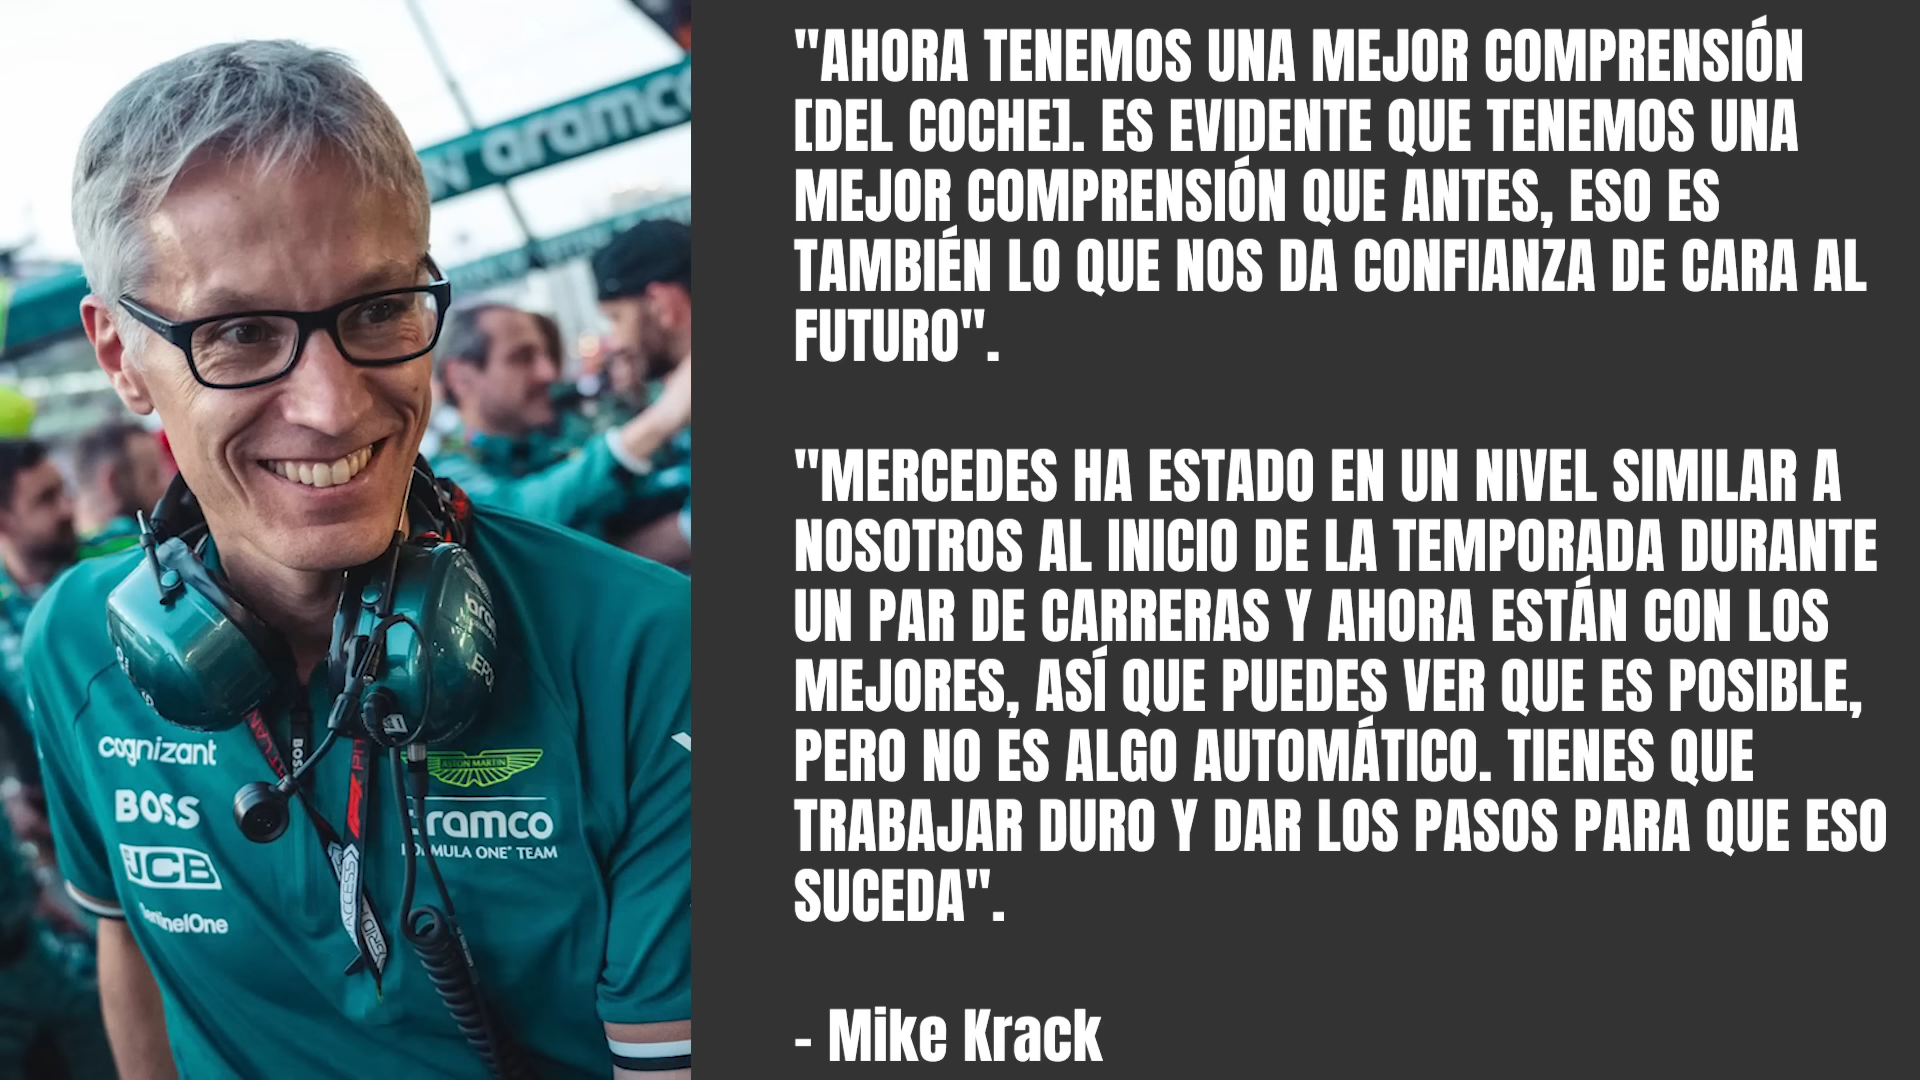 "AHORA TENEMOS UNA MEJOR COMPRENSIÓN
[DEL COCHE]. ES EVIDENTE QUE TENEMOS UNA
MEJOR COMPRENSIÓN QUE ANTES, ESO ES
TAMBIÉN LO QUE NOS DA CONFIANZA DE CARA AL
FUTURO".
"MERCEDES HA ESTADO EN UN NIVEL SIMILAR A
NOSOTROS AL INICIO DE LA TEMPORADA DURANTE
UN PAR DE CARRERAS Y AHORA ESTÁN CON LOS
MEJORES, ASÍ QUE PUEDES VER QUE ES POSIBLE,
PERO NO ES ALGO AUTOMÁTICO. TIENES QUE
TRABAJAR DURO Y DAR LOS PASOS PARA QUE ESO
SUCEDA".
- Mike Krack
aramco
cognizant
BOSS
JCB
SentinelOne
ASTON MARTIN
aramco
FORMULA ONE® TEAM
ACCESS